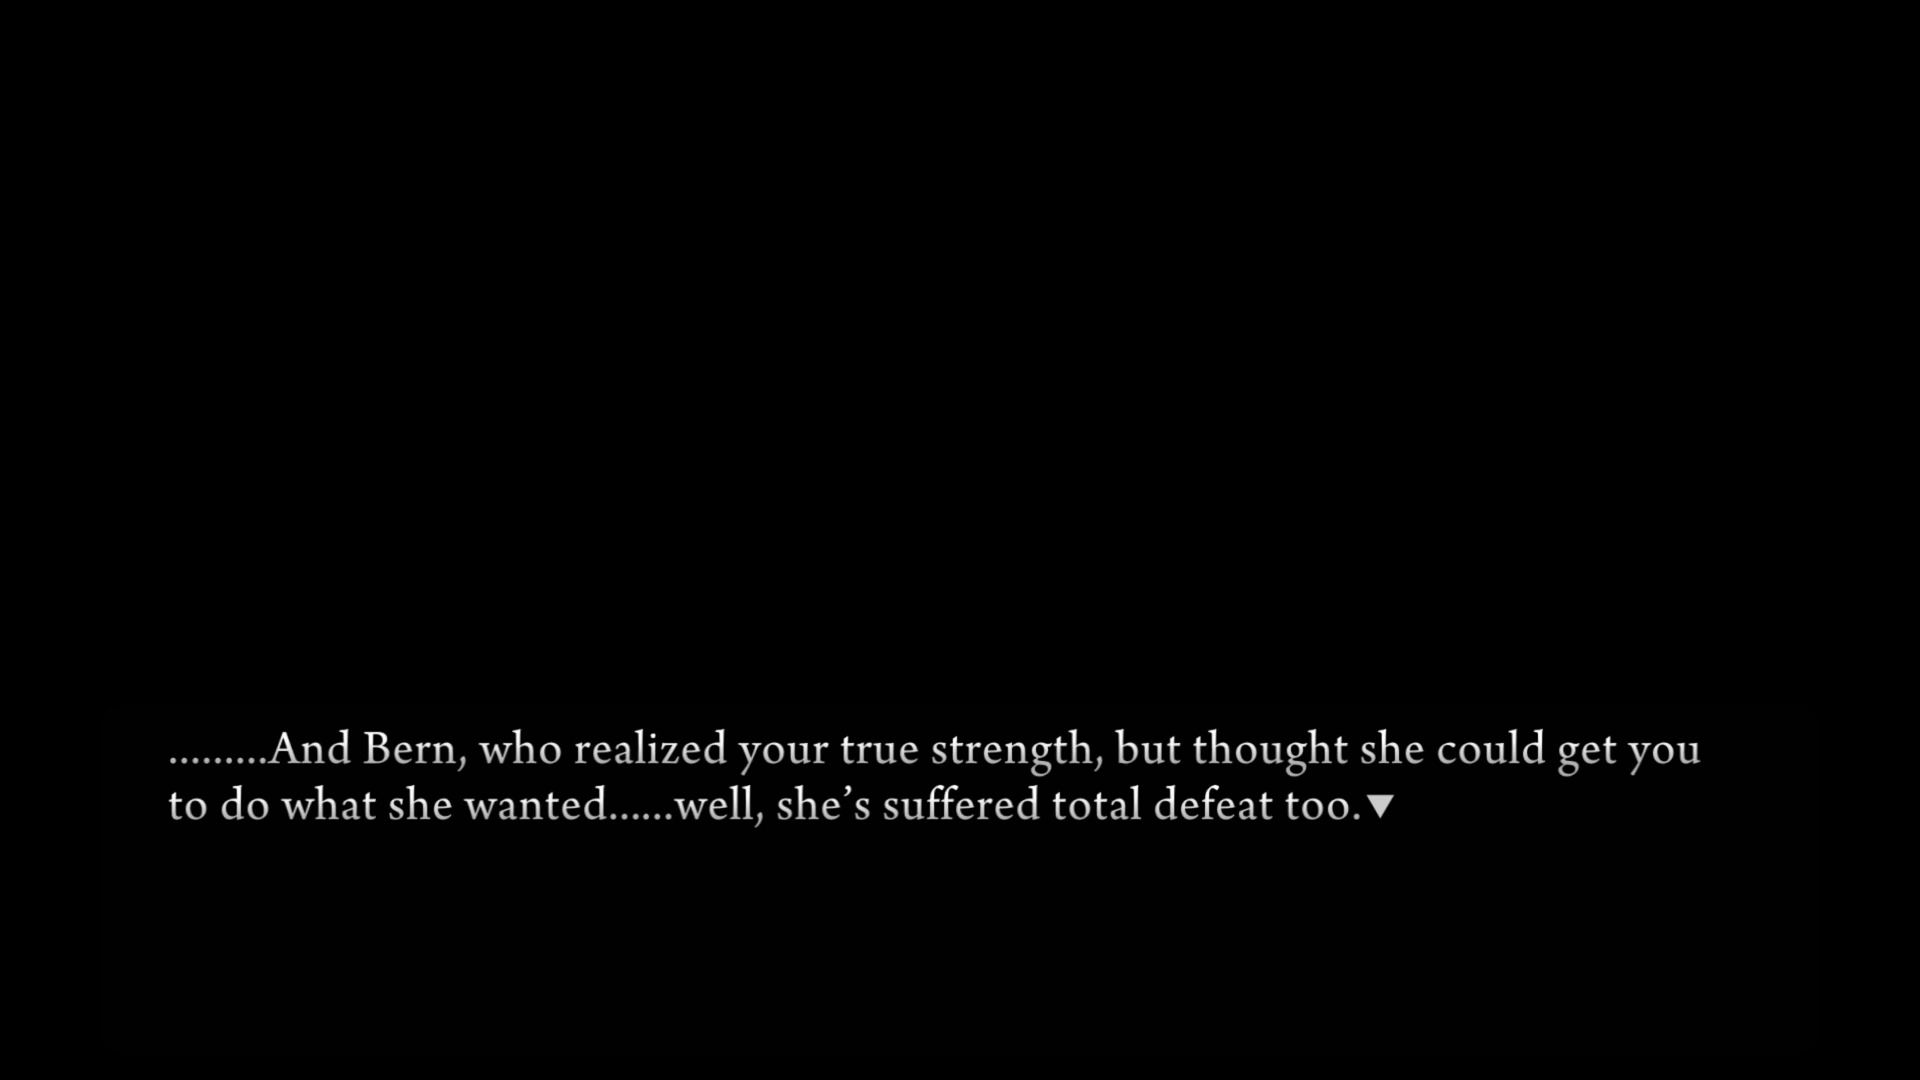 .........And Bern, who realized your true strength, but thought she could get you
to do what she wanted......well, she’s suffered total defeat too.▼